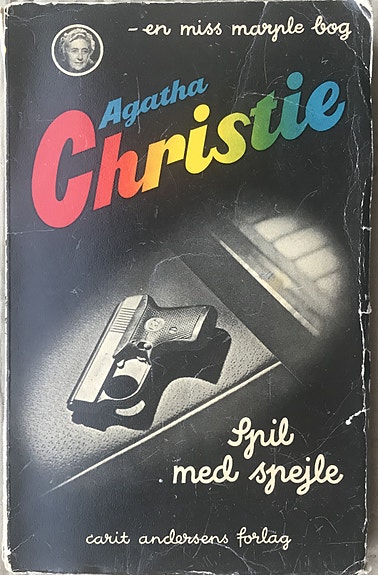 - en miss marple bog
Agatha
Christie
Spil
med spejle
carit andersens forlag